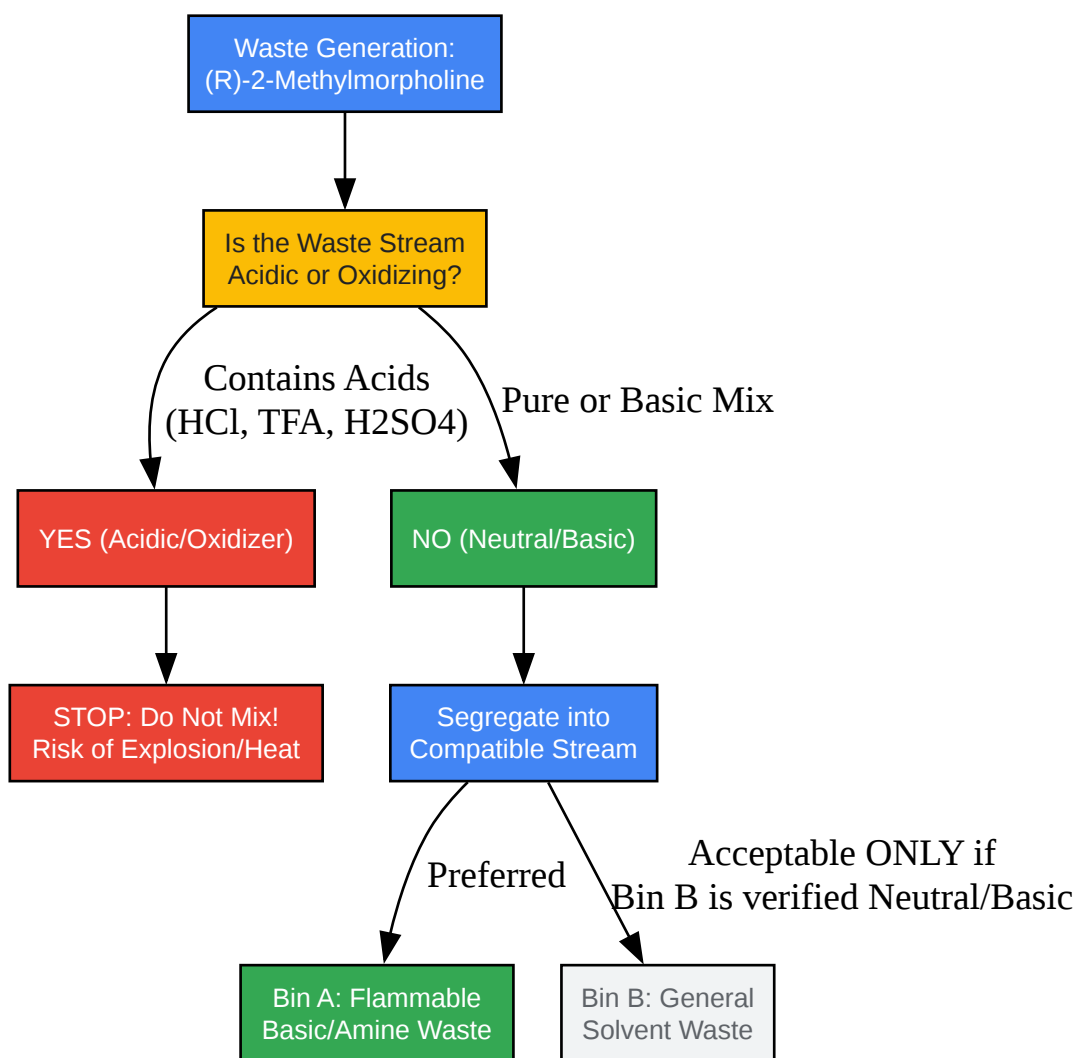 Waste Generation:
(R)-2-Methylmorpholine
Is the Waste Stream
Acidic or Oxidizing?
Contains Acids
(HCl, TFA, H2SO4)
Pure or Basic Mix
YES (Acidic/Oxidizer)
NO (Neutral/Basic)
STOP: Do Not Mix!
Risk of Explosion/Heat
Segregate into
Compatible Stream
Preferred
Acceptable ONLY if
Bin B is verified Neutral/Basic
Bin A: Flammable
Basic/Amine Waste
Bin B: General
Solvent Waste